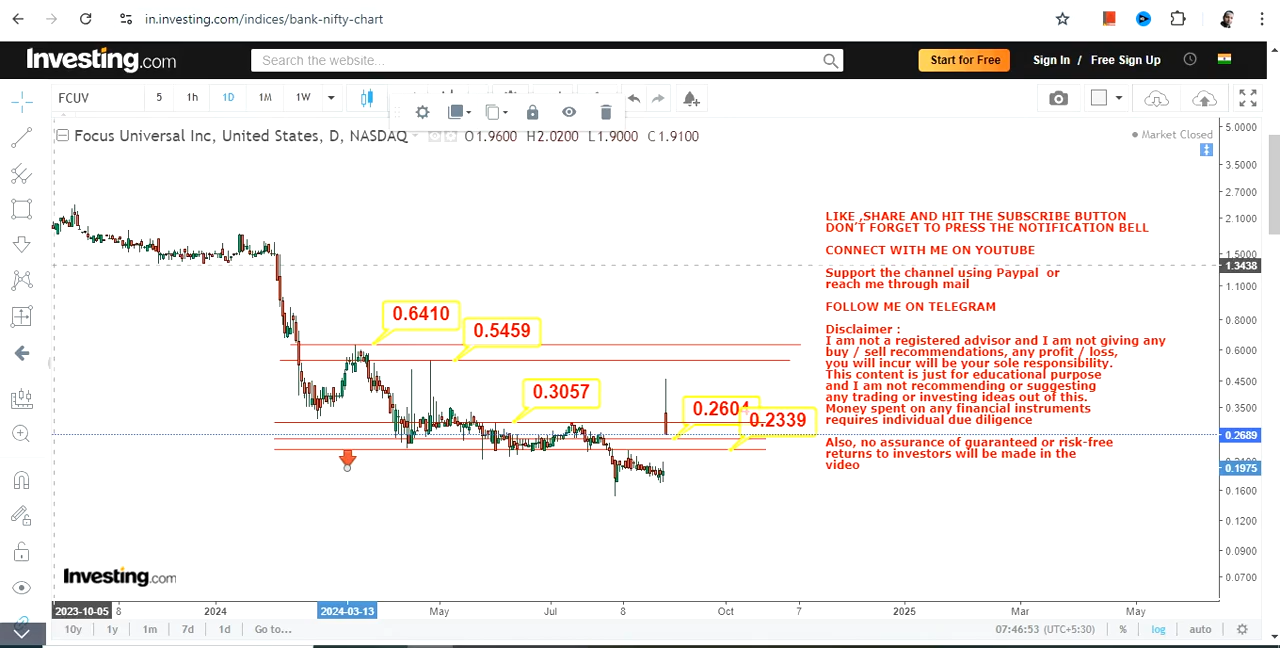 in.investing.com/indices/bank-nifty-chart
Investing.com
Search the website...
Start for Free
Sign In / Free Sign Up
FCUV
5
1h
1D
1M
1W
Focus Universal Inc, United States, D, NASDAQ
O1.9600 H2.0200 L1.9000 C1.9100
Market Closed
5.0000
3.5000
2.7000
2.1000
1.5000
1.3438
1.1000
0.8000
0.6000
0.4500
0.3500
0.2689
0.1975
0.1600
0.1200
0.0900
0.0700
0.6410
0.5459
0.3057
0.2604
0.2339
LIKE ,SHARE AND HIT THE SUBSCRIBE BUTTON
DON'T FORGET TO PRESS THE NOTIFICATION BELL
CONNECT WITH ME ON YOUTUBE
Support the channel using Paypal or
reach me through mail
FOLLOW ME ON TELEGRAM
Disclaimer :
I am not a registered advisor and I am not giving any
buy / sell recommendations, any profit / loss,
you will incur will be your sole responsibility.
This content is just for educational purpose
and I am not recommending or suggesting
any trading or investing ideas out of this.
Money spent on any financial instruments
requires individual due diligence
Also, no assurance of guaranteed or risk-free
returns to investors will be made in the
video
Investing.com
2023-10-05 8 2024 2024-03-13 May Jul 8 Oct 7 2025 Mar May
10y 1y 1m 7d 1d Go to...
07:46:53 (UTC+5:30) % log auto